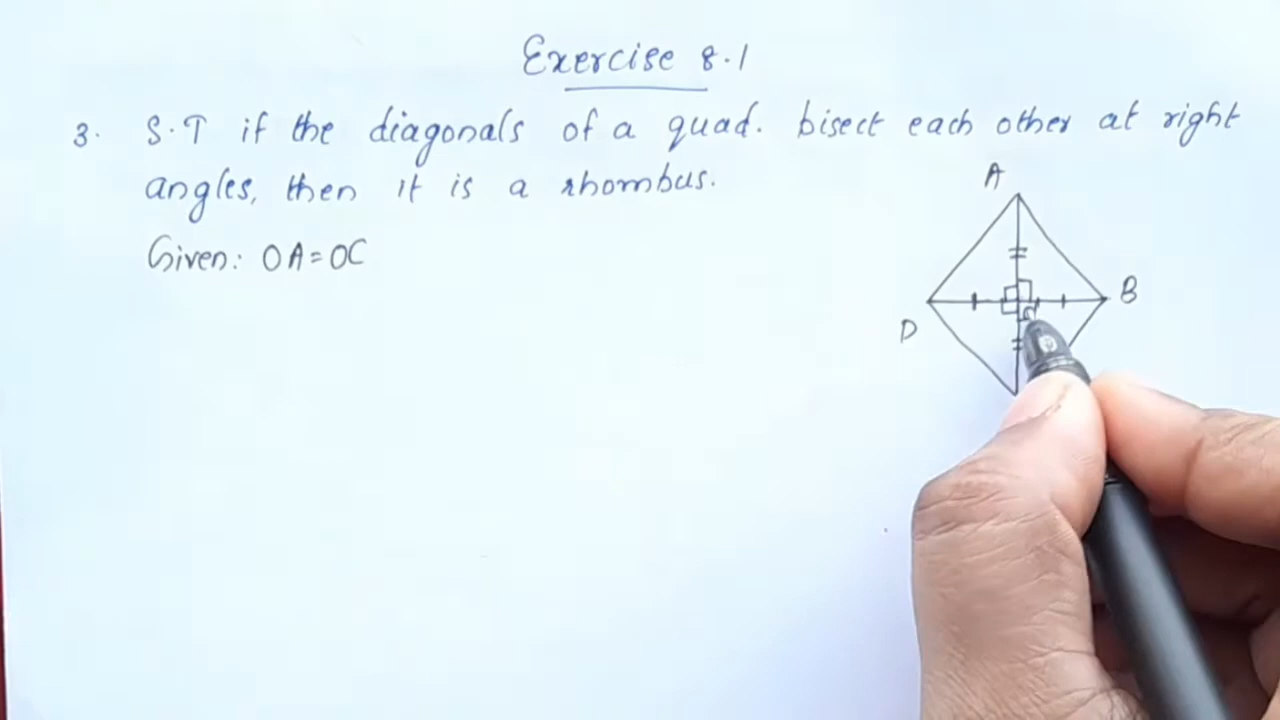 Exercise 8.1
3. S.T if the diagonals of a quad. bisect each other at right
angles, then it is a rhombus.
Given: OA=OC
A
B
D